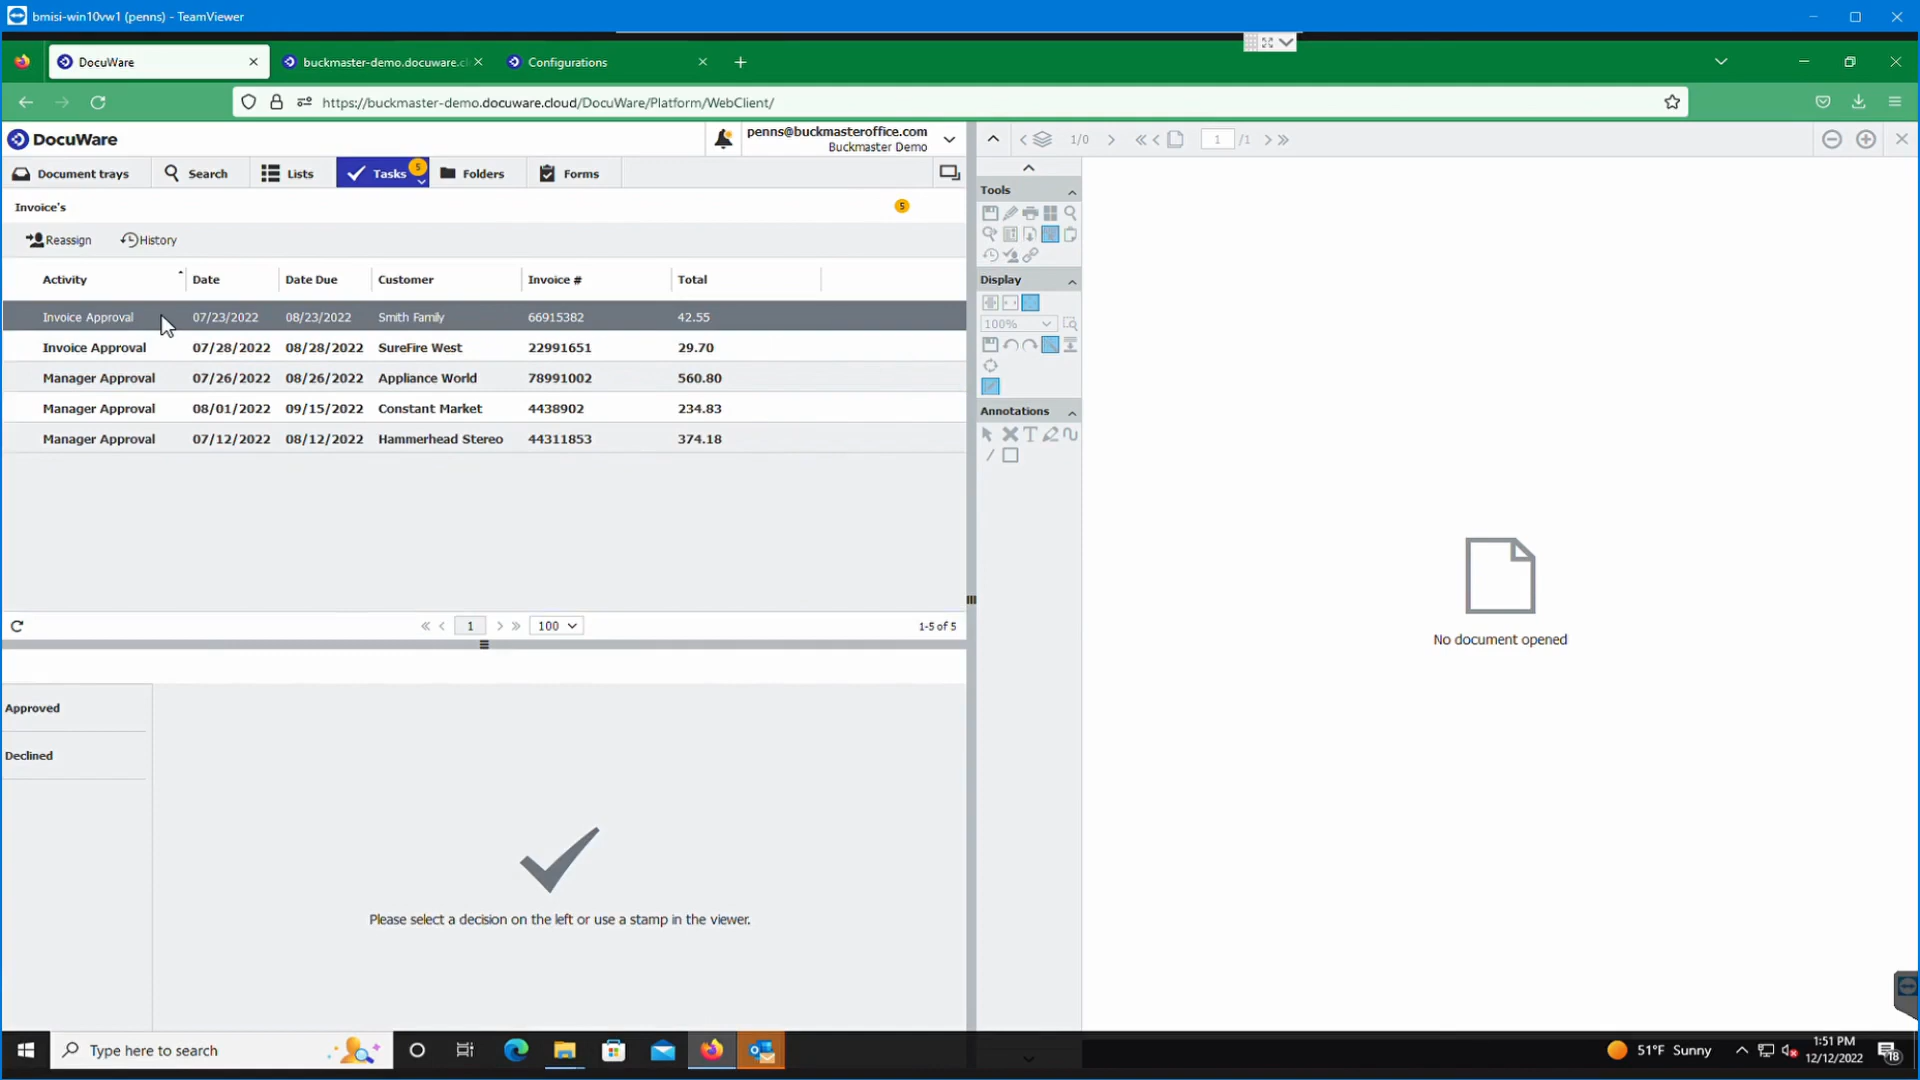 bmisi-win10vw1 (penns) - TeamViewer
DocuWare
buckmaster-demo.docuware.cl
Configurations
https://buckmaster-demo.docuware.cloud/DocuWare/Platform/WebClient/
DocuWare
penns@buckmasteroffice.com
Buckmaster Demo
1/0
1 /1
Document trays
Search
Lists
Tasks 5
Folders
Forms
Invoice's
5
Reassign
History
Activity Date Date Due Customer Invoice # Total
Invoice Approval 07/23/2022 08/23/2022 Smith Family 66915382 42.55
Invoice Approval 07/28/2022 08/28/2022 SureFire West 22991651 29.70
Manager Approval 07/26/2022 08/26/2022 Appliance World 78991002 560.80
Manager Approval 08/01/2022 09/15/2022 Constant Market 4438902 234.83
Manager Approval 07/12/2022 08/12/2022 Hammerhead Stereo 44311853 374.18
1 100 1-5 of 5
Approved
Declined
Please select a decision on the left or use a stamp in the viewer.
Tools
Display
100%
Annotations
No document opened
Type here to search
51°F Sunny
1:51 PM
12/12/2022
18